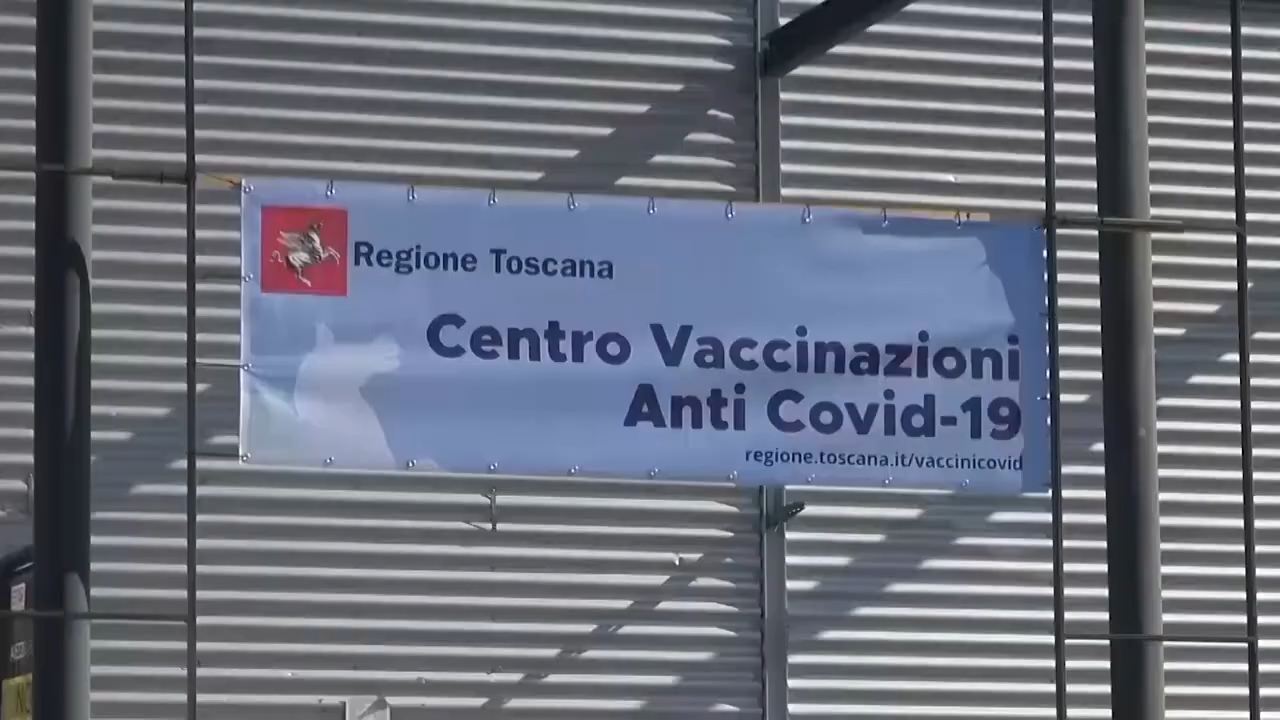 Regione Toscana
Centro Vaccinazioni
Anti Covid-19
regione.toscana.it/vaccinicovid